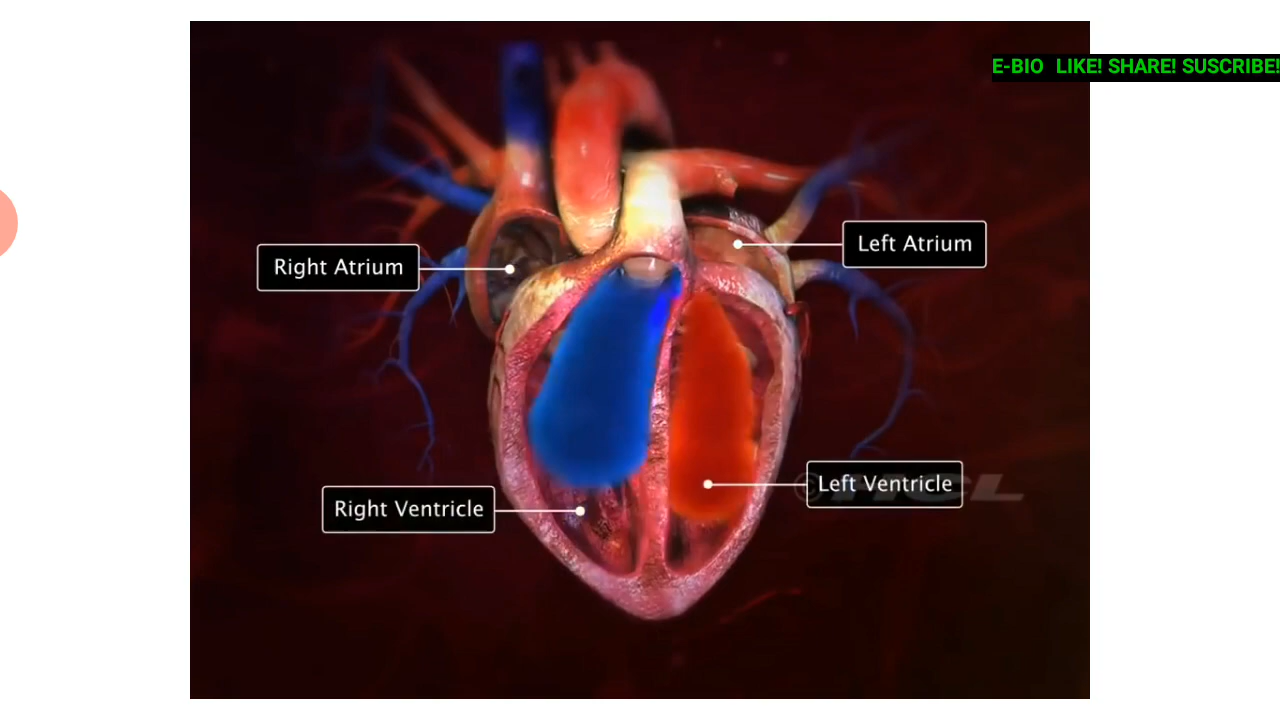 E-BIO LIKE! SHARE! SUSCRIBE!
Left Atrium
Right Atrium
Left Ventricle
Right Ventricle